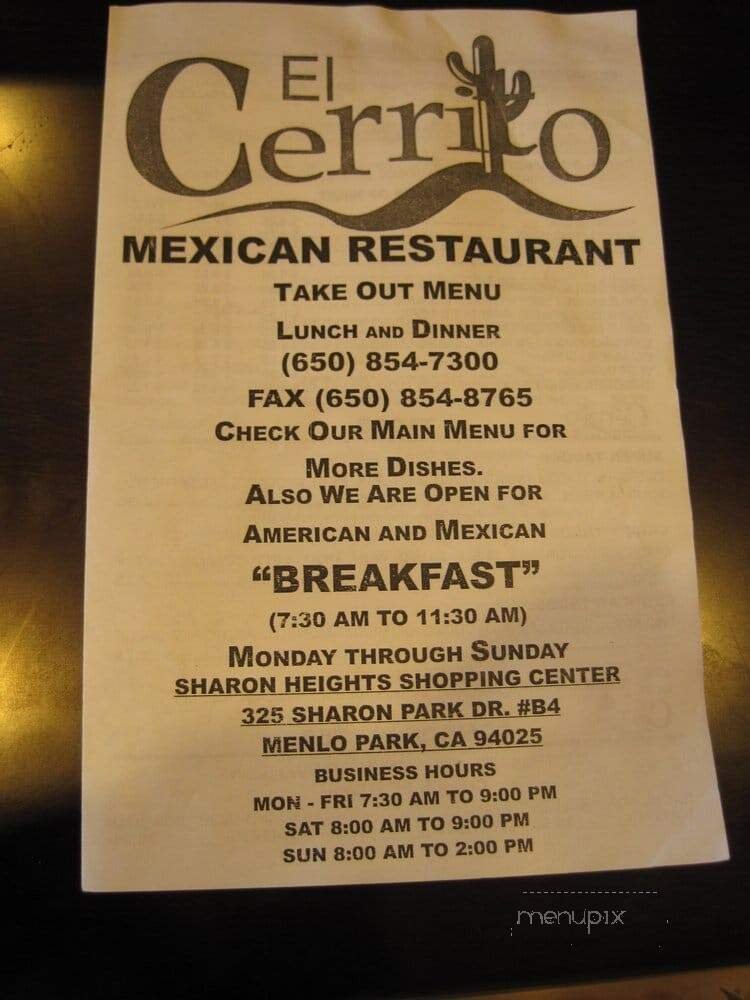 El
Cerrito
MEXICAN RESTAURANT
TAKE OUT MENU
LUNCH AND DINNER
(650) 854-7300
FAX (650) 854-8765
CHECK OUR MAIN MENU FOR
MORE DISHES.
ALSO WE ARE OPEN FOR
AMERICAN AND MEXICAN
“BREAKFAST”
(7:30 AM TO 11:30 AM)
MONDAY THROUGH SUNDAY
SHARON HEIGHTS SHOPPING CENTER
325 SHARON PARK DR. #B4
MENLO PARK, CA 94025
BUSINESS HOURS
MON - FRI 7:30 AM TO 9:00 PM
SAT 8:00 AM TO 9:00 PM
SUN 8:00 AM TO 2:00 PM
menupix